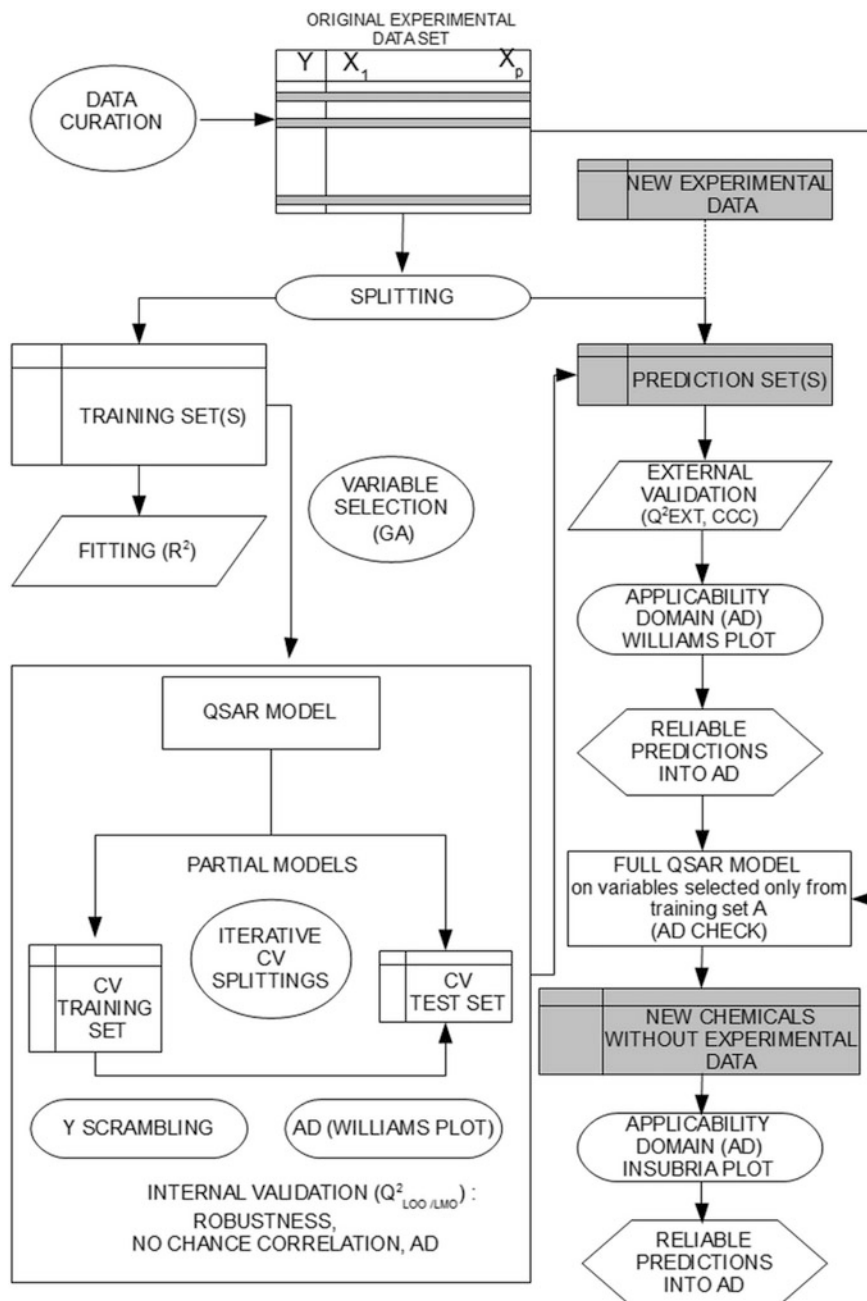 ORIGINAL EXPERIMENTAL
DATA SET
Y X1 Xp
DATA
CURATION
NEW EXPERIMENTAL
DATA
SPLITTING
TRAINING SET(S)
PREDICTION SET(S)
VARIABLE
SELECTION
(GA)
EXTERNAL
VALIDATION
(Q²EXT, CCC)
FITTING (R²)
APPLICABILITY
DOMAIN (AD)
WILLIAMS PLOT
QSAR MODEL
RELIABLE
PREDICTIONS
INTO AD
PARTIAL MODELS
FULL QSAR MODEL
on variables selected only from
training set A
(AD CHECK)
ITERATIVE
CV
SPLITTINGS
CV
TRAINING
SET
CV
TEST SET
NEW CHEMICALS
WITHOUT EXPERIMENTAL
DATA
Y SCRAMBLING
AD (WILLIAMS PLOT)
APPLICABILITY
DOMAIN (AD)
INSUBRIA PLOT
INTERNAL VALIDATION (Q²LOO /LMO) :
ROBUSTNESS,
NO CHANCE CORRELATION, AD
RELIABLE
PREDICTIONS
INTO AD